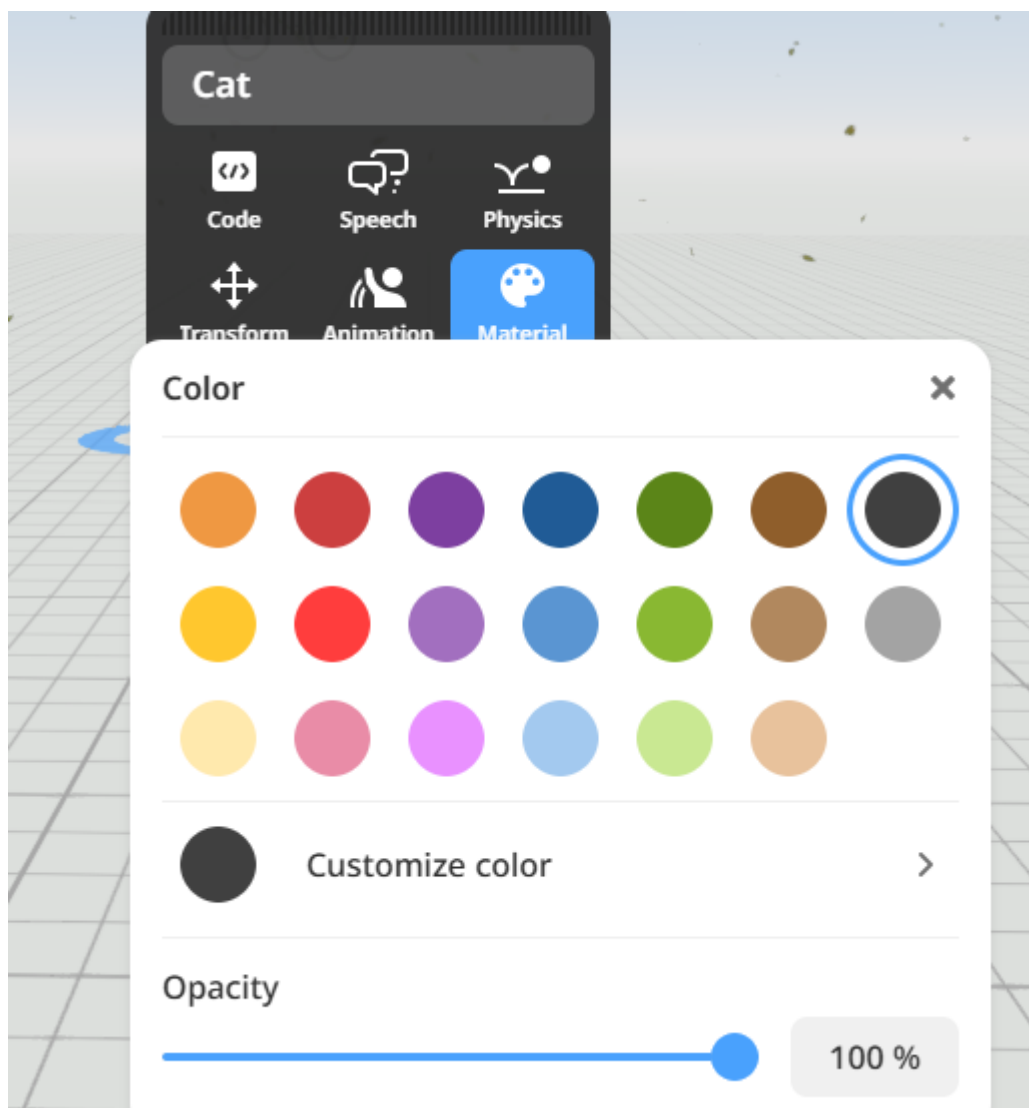 Cat
Code Speech Physics
Transform Animation Material
Color
Customize color
Opacity
100 %